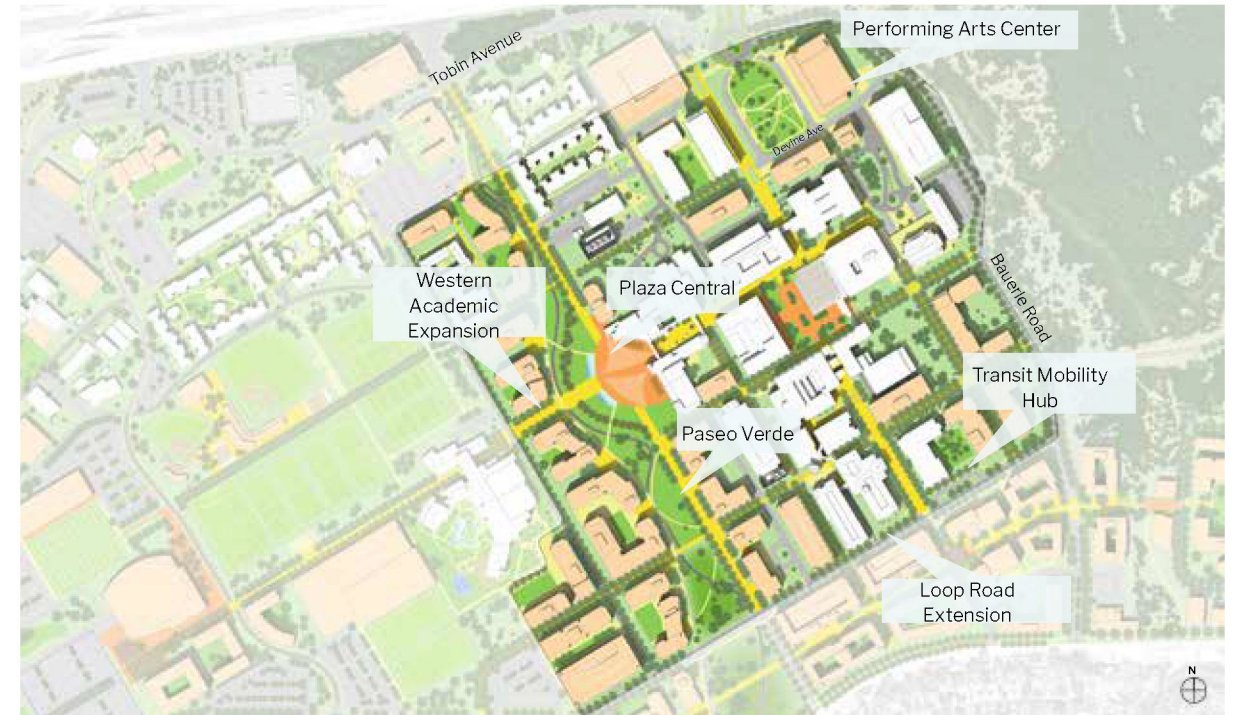 Performing Arts Center
Tobin Avenue
Devine Ave
Western
Academic
Expansion
Plaza Central
Bauerle Road
Transit Mobility
Hub
Paseo Verde
Loop Road
Extension
N